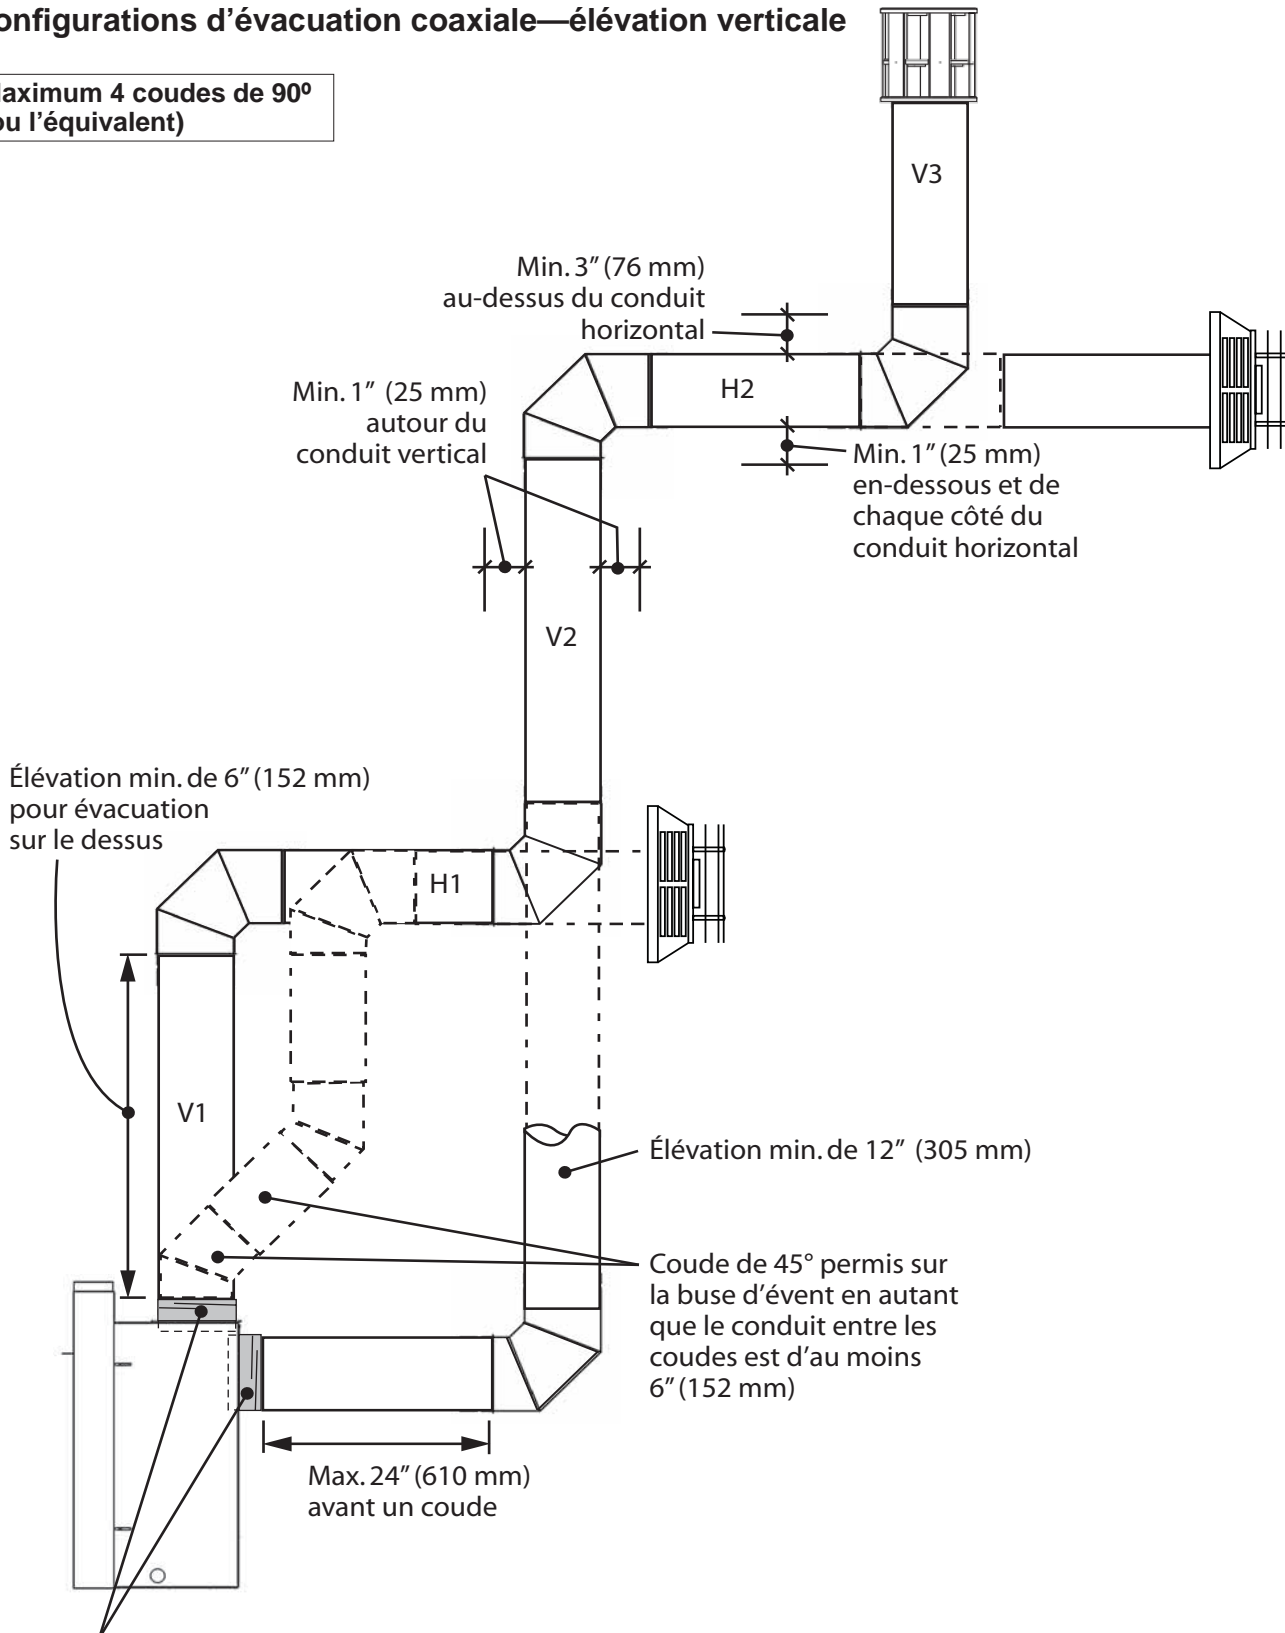 onfigurations d’évacuation coaxiale—élévation verticale
aximum 4 coudes de 90º
ou l’équivalent)
V3
Min. 3″ (76 mm)
au-dessus du conduit
horizontal
H2
Min. 1″ (25 mm)
autour du
conduit vertical
Min. 1″ (25 mm)
en-dessous et de
chaque côté du
conduit horizontal
V2
Élévation min. de 6″ (152 mm)
pour évacuation
sur le dessus
H1
V1
Élévation min. de 12″ (305 mm)
Coude de 45° permis sur
la buse d’évent en autant
que le conduit entre les
coudes est d’au moins
6″ (152 mm)
Max. 24″ (610 mm)
avant un coude